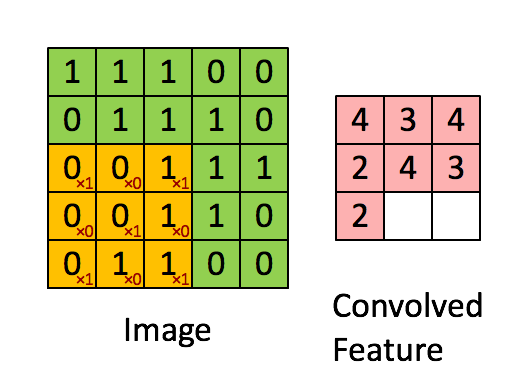 1 1 1 0 0
0 1 1 1 0
0×1 0×0 1×1 1 1
0×0 0×1 1×0 1 0
0×1 1×0 1×1 0 0
4 3 4
2 4 3
2
Image
Convolved
Feature